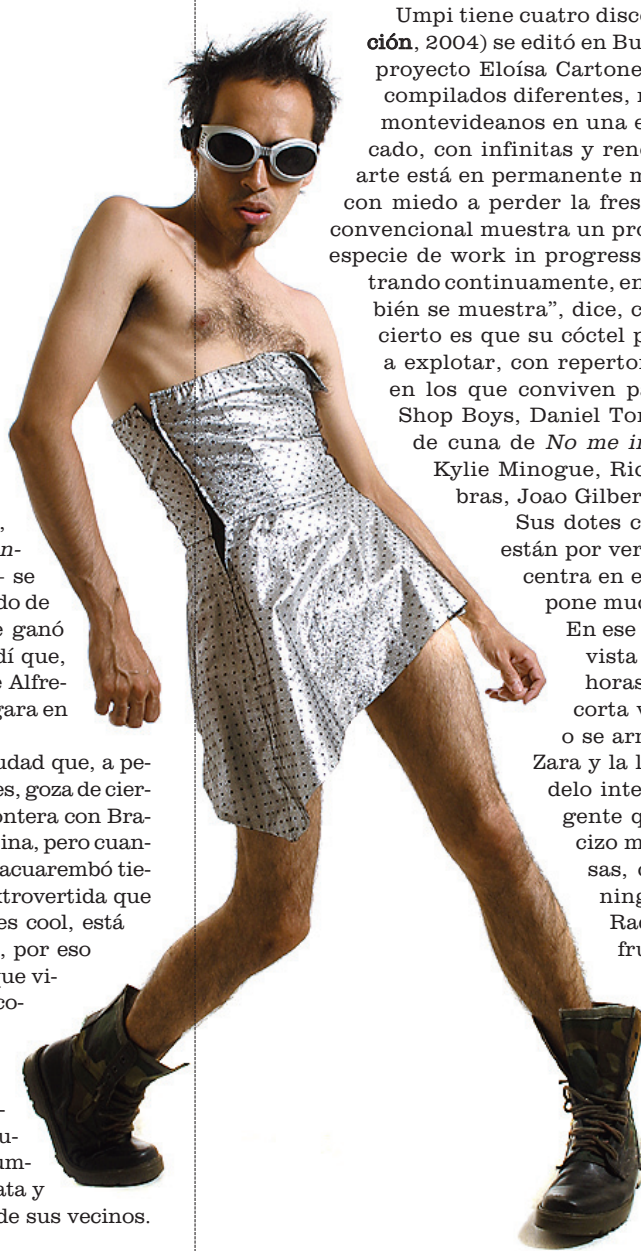 ,
n-
– se
do de
e ganó
dí que,
e Alfre-
gara en
udad que, a pe-
es, goza de cier-
ontera con Bra-
ina, pero cuan-
acuarembó tie-
xtrovertida que
es cool, está
, por eso
que vi-
co-
-
u-
um-
ata y
de sus vecinos.
Umpi tiene cuatro disc
ción, 2004) se editó en Bu
proyecto Eloísa Cartone
compilados diferentes, r
montevideanos en una e
cado, con infinitas y ren
arte está en permanente m
con miedo a perder la fres
convencional muestra un pro
especie de work in progress
trando continuamente, en
bién se muestra”, dice, c
cierto es que su cóctel p
a explotar, con repertor
en los que conviven pa
Shop Boys, Daniel Tor
de cuna de No me in
Kylie Minogue, Ric
bras, Joao Gilber
Sus dotes c
están por ver
centra en e
pone muc
En ese
vista
horas
corta v
o se arr
Zara y la l
delo inte
gente q
cizo m
sas, c
ning
Rac
fru